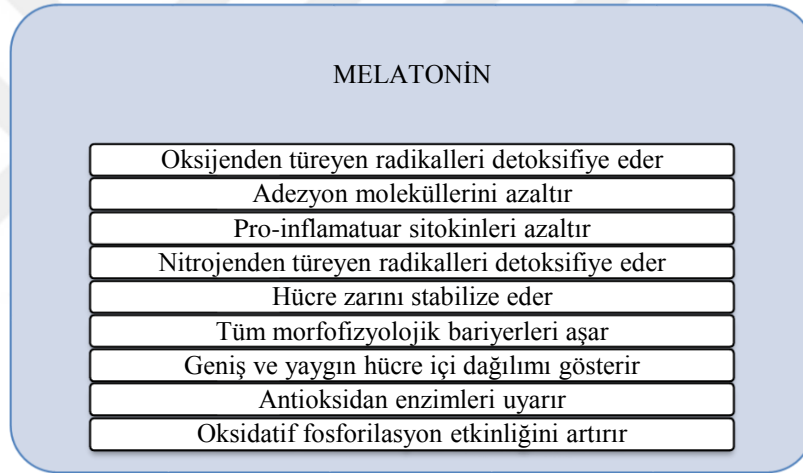 MELATONİN
Oksijenden türeyen radikalleri detoksifiye eder
Adezyon moleküllerini azaltır
Pro-inflamatuar sitokinleri azaltır
Nitrojenden türeyen radikalleri detoksifiye eder
Hücre zarını stabilize eder
Tüm morfofizyolojik bariyerleri aşar
Geniş ve yaygın hücre içi dağılımı gösterir
Antioksidan enzimleri uyarır
Oksidatif fosforilasyon etkinliğini artırır